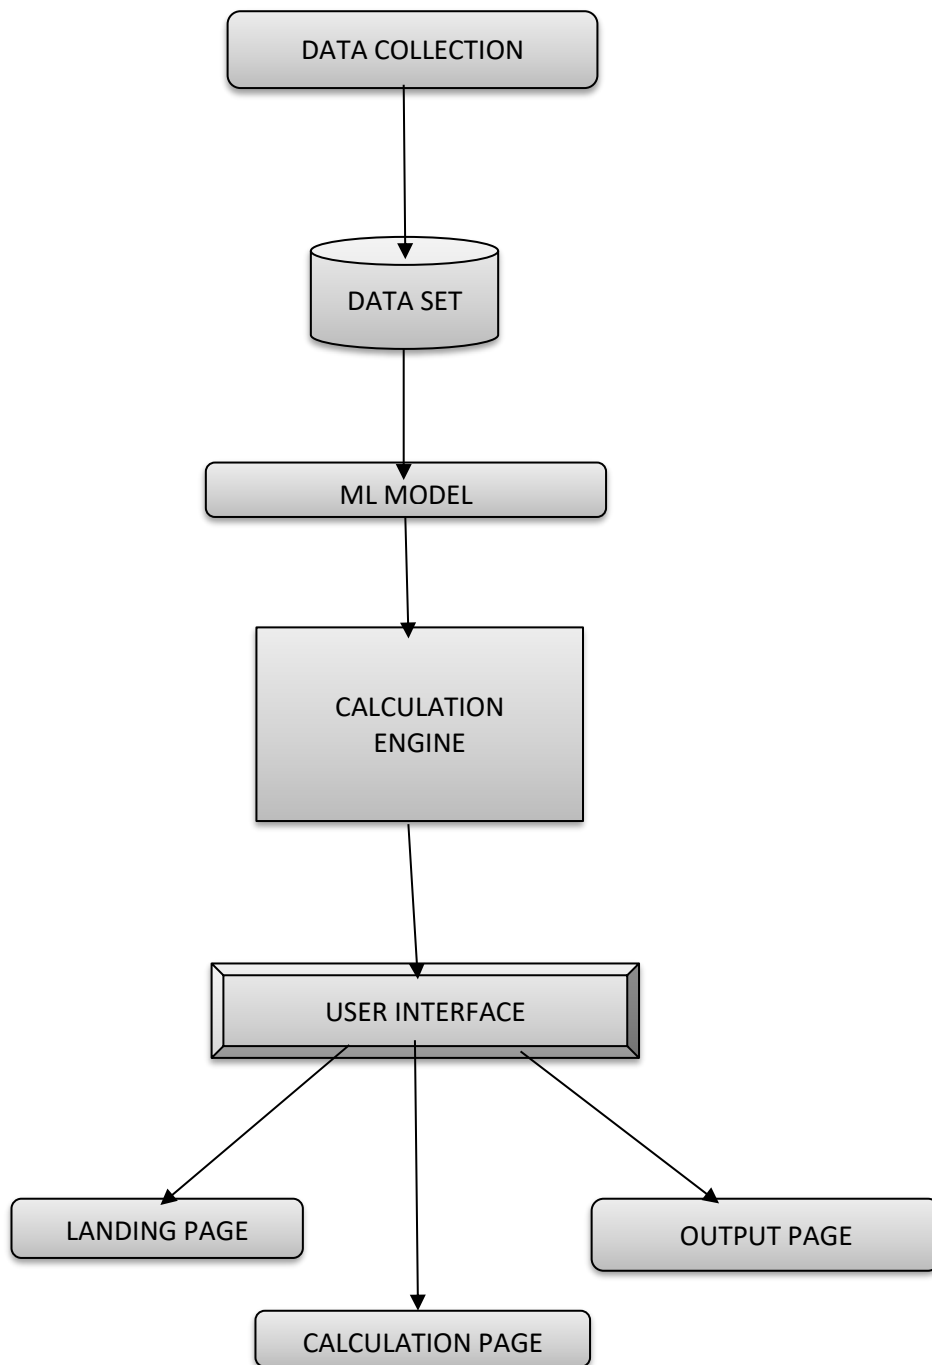 DATA COLLECTION
DATA SET
ML MODEL
CALCULATION
ENGINE
USER INTERFACE
LANDING PAGE
OUTPUT PAGE
CALCULATION PAGE